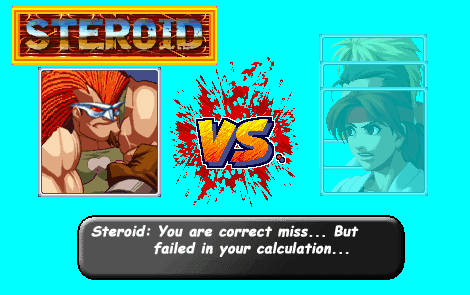 STEROID
VS.
Steroid: You are correct miss... But
failed in your calculation...